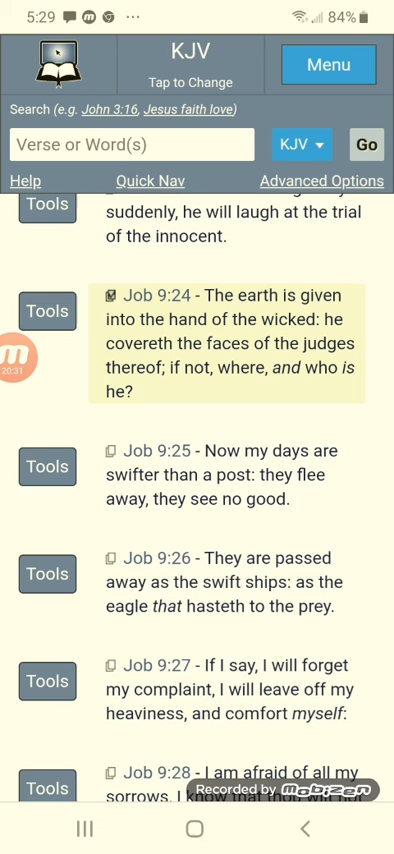 5:29 84%
KJV
Tap to Change
Menu
Search (e.g. John 3:16, Jesus faith love)
Verse or Word(s)
KJV
Go
Help Quick Nav Advanced Options
Tools
suddenly, he will laugh at the trial
of the innocent.
Tools
Job 9:24 - The earth is given
into the hand of the wicked: he
covereth the faces of the judges
thereof; if not, where, and who is
he?
20:31
Tools
Job 9:25 - Now my days are
swifter than a post: they flee
away, they see no good.
Tools
Job 9:26 - They are passed
away as the swift ships: as the
eagle that hasteth to the prey.
Tools
Job 9:27 - If I say, I will forget
my complaint, I will leave off my
heaviness, and comfort myself:
Tools
Job 9:28 - I am afraid of all my
sorrows, I know that thou wilt not
Recorded by mobizen